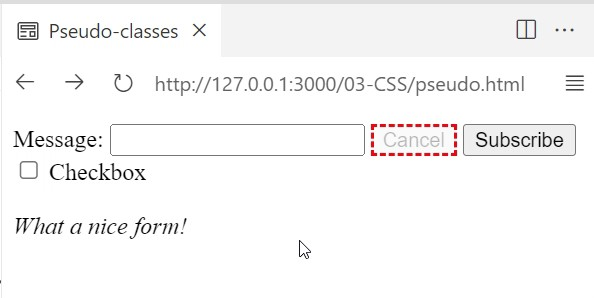 Pseudo-classes
http://127.0.0.1:3000/03-CSS/pseudo.html
Message: Cancel Subscribe
Checkbox
What a nice form!